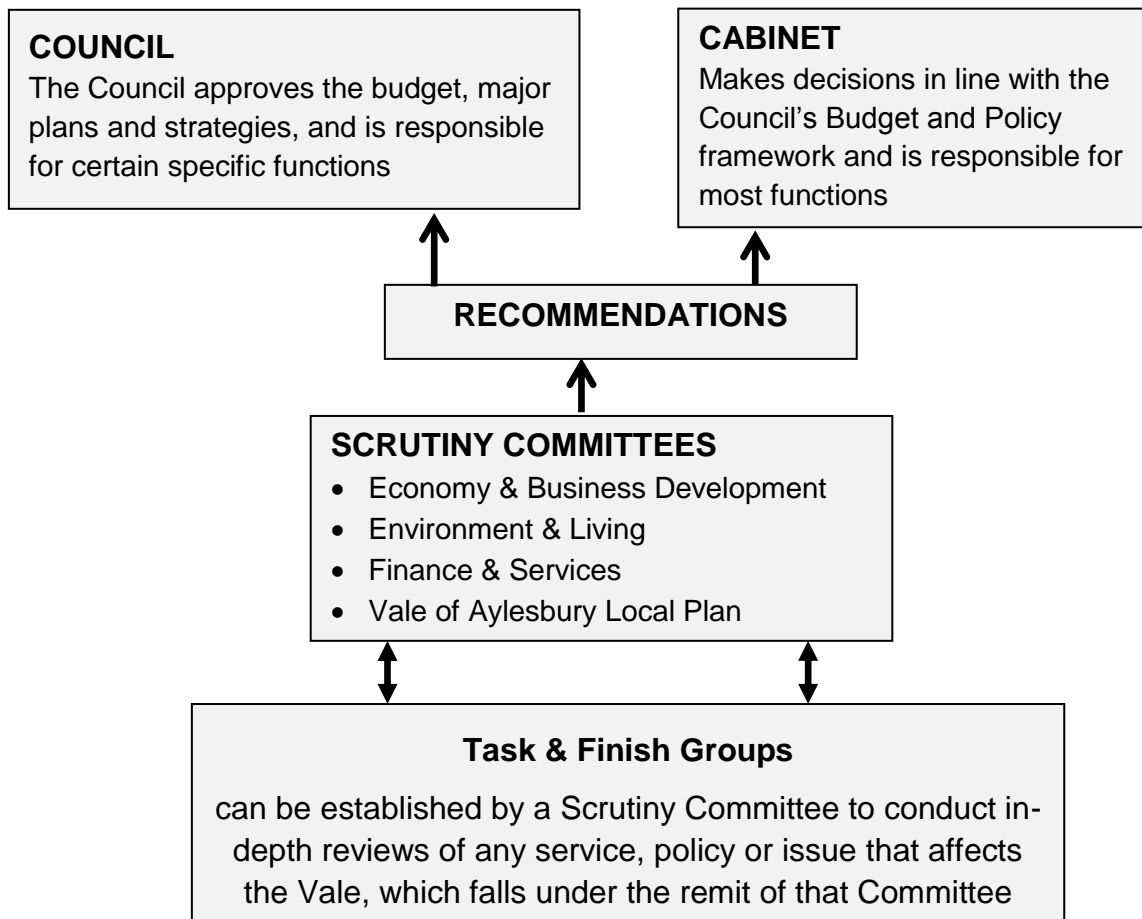 COUNCIL
The Council approves the budget, major
plans and strategies, and is responsible
for certain specific functions
CABINET
Makes decisions in line with the
Council’s Budget and Policy
framework and is responsible for
most functions
RECOMMENDATIONS
SCRUTINY COMMITTEES
• Economy & Business Development
• Environment & Living
• Finance & Services
• Vale of Aylesbury Local Plan
Task & Finish Groups
can be established by a Scrutiny Committee to conduct in-
depth reviews of any service, policy or issue that affects
the Vale, which falls under the remit of that Committee